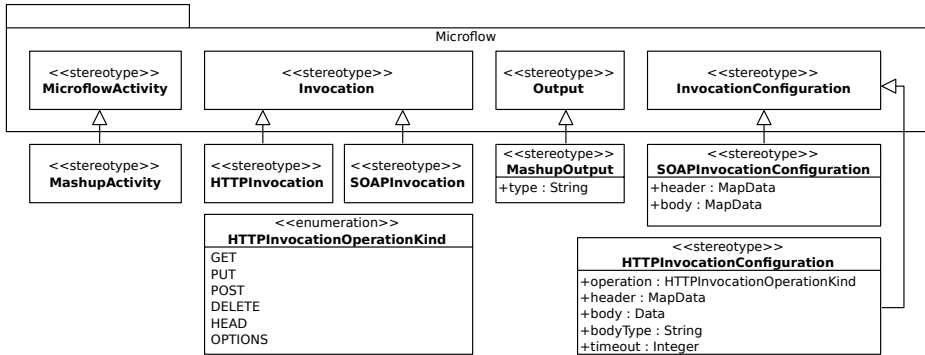 Microflow
<<stereotype>>
MicroflowActivity
<<stereotype>>
Invocation
<<stereotype>>
Output
<<stereotype>>
InvocationConfiguration
<<stereotype>>
MashupActivity
<<stereotype>>
HTTPInvocation
<<stereotype>>
SOAPInvocation
<<stereotype>>
MashupOutput
+type : String
<<stereotype>>
SOAPInvocationConfiguration
+header : MapData
+body : MapData
<<enumeration>>
HTTPInvocationOperationKind
GET
PUT
POST
DELETE
HEAD
OPTIONS
<<stereotype>>
HTTPInvocationConfiguration
+operation : HTTPInvocationOperationKind
+header : MapData
+body : Data
+bodyType : String
+timeout : Integer